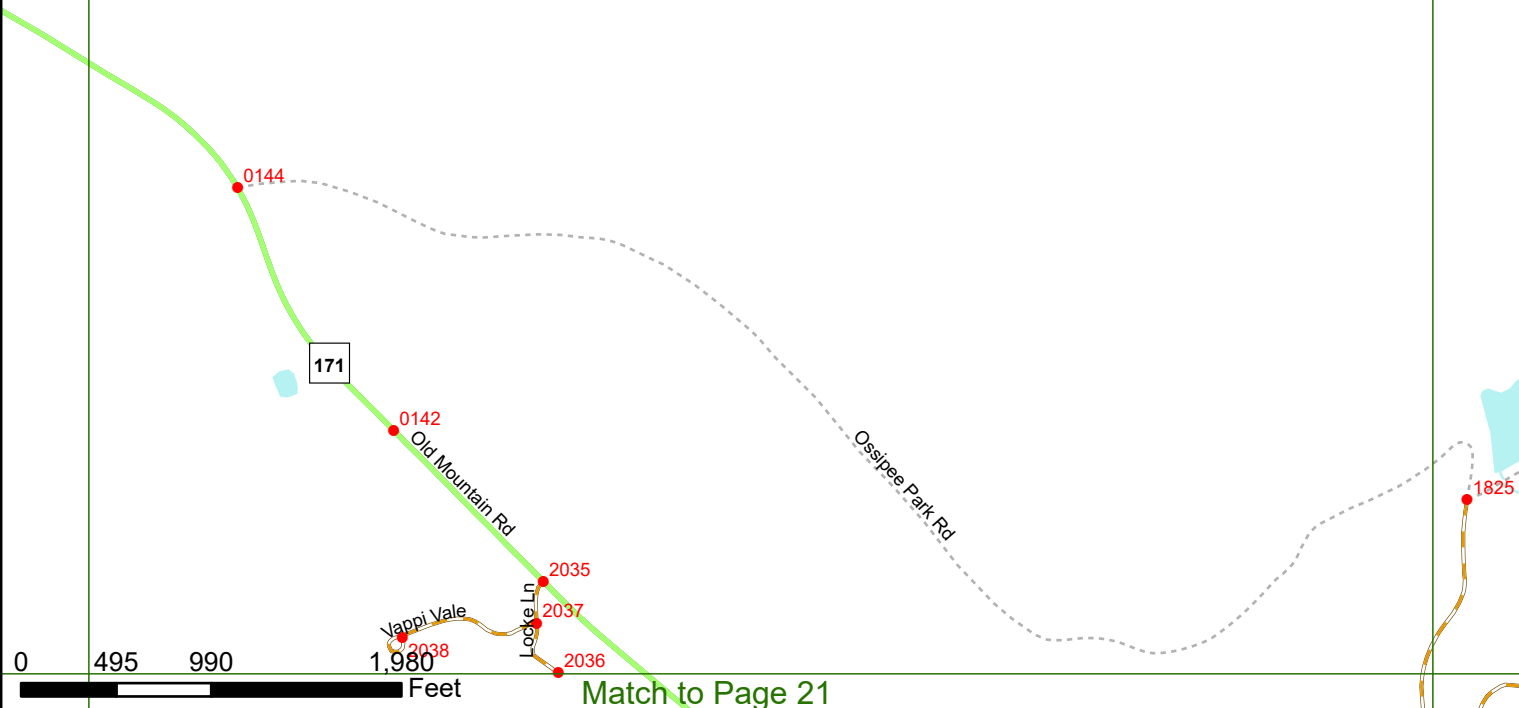 0144
171
0142
Old Mountain Rd
Ossipee Park Rd
1825
2035
Locke Ln
2037
Vappi Vale
2038
2036
0 495 990 1,980
Feet
Match to Page 21